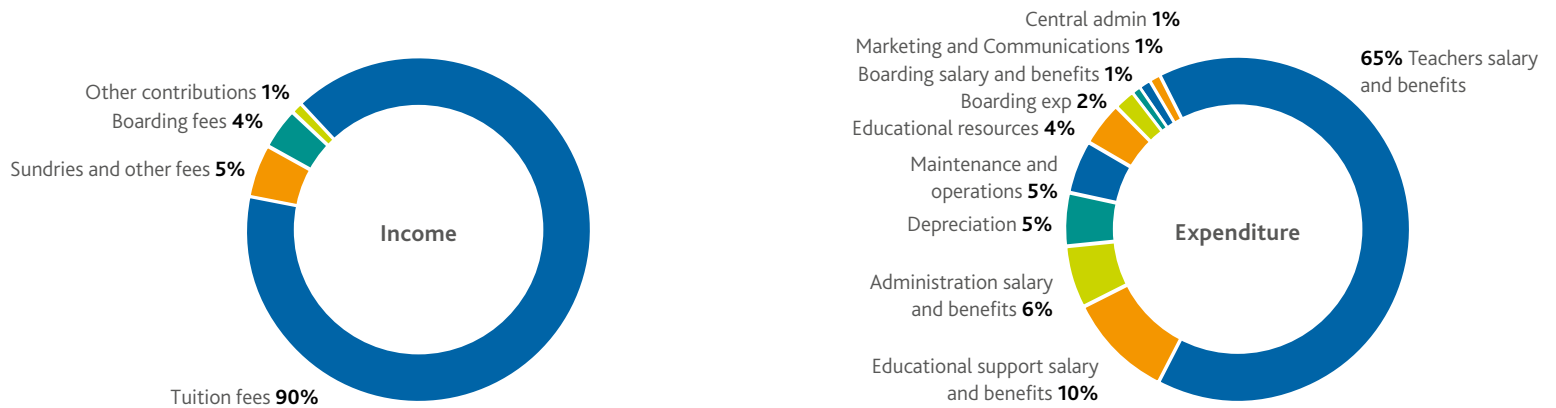 Other contributions 1%
Boarding fees 4%
Sundries and other fees 5%
Income
Tuition fees 90%
Central admin 1%
Marketing and Communications 1%
Boarding salary and benefits 1%
Boarding exp 2%
Educational resources 4%
Maintenance and
operations 5%
Depreciation 5%
Administration salary
and benefits 6%
Educational support salary
and benefits 10%
65% Teachers salary
and benefits
Expenditure